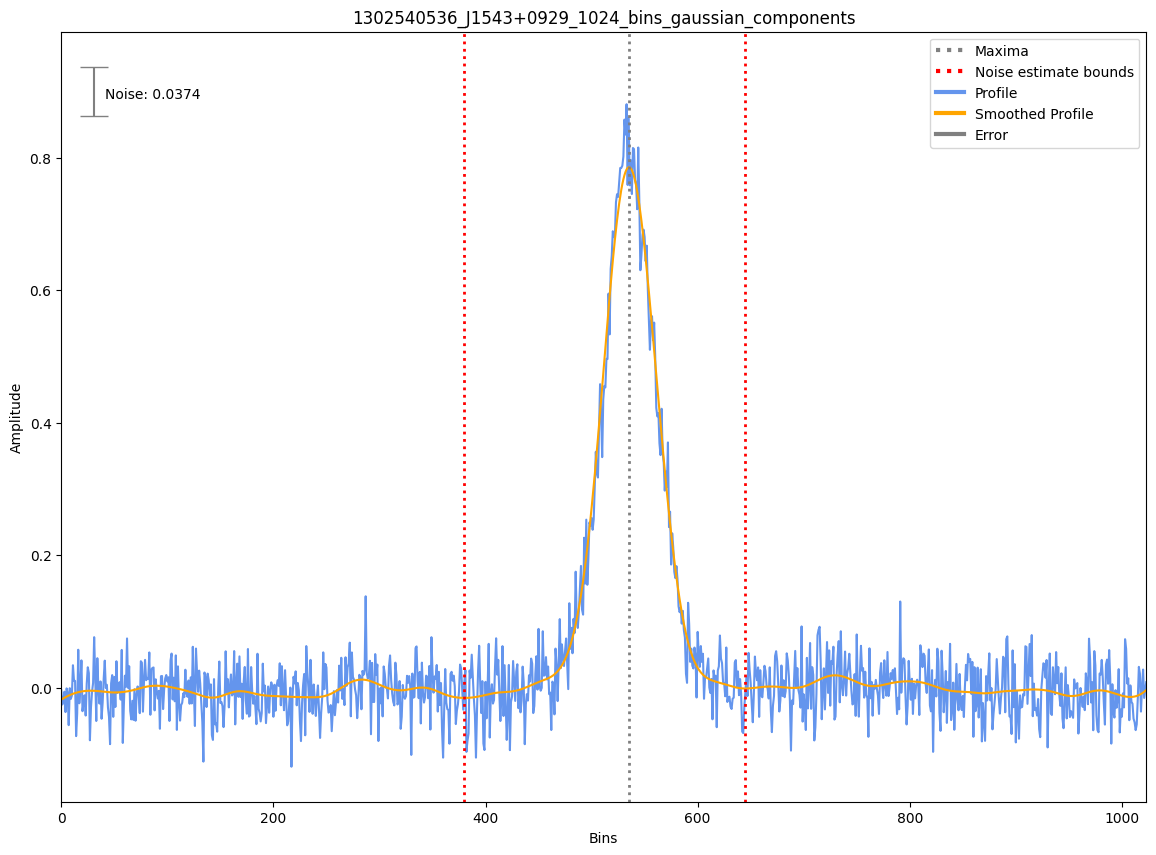 1302540536_J1543+0929_1024_bins_gaussian_components
Noise: 0.0374
Maxima
Noise estimate bounds
Profile
Smoothed Profile
Error
Amplitude
0.8
0.6
0.4
0.2
0.0
0 200 400 600 800 1000
Bins